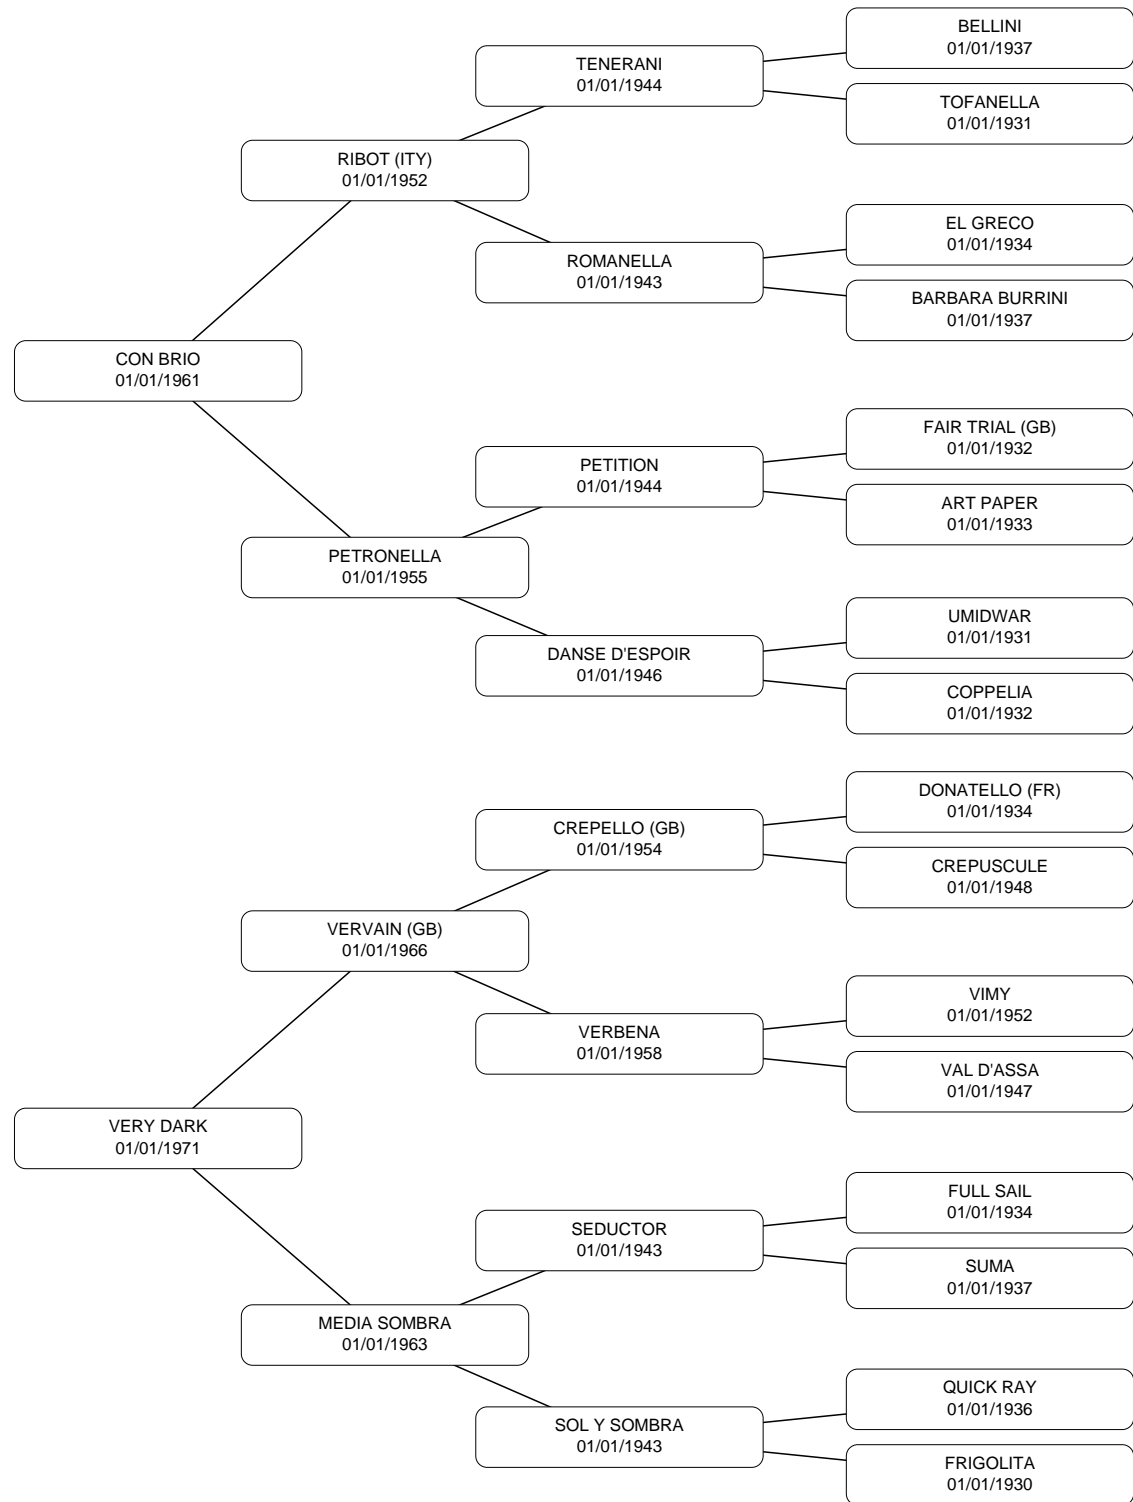 BELLINI
01/01/1937
TENERANI
01/01/1944
TOFANELLA
01/01/1931
RIBOT (ITY)
01/01/1952
EL GRECO
01/01/1934
ROMANELLA
01/01/1943
BARBARA BURRINI
01/01/1937
CON BRIO
01/01/1961
FAIR TRIAL (GB)
01/01/1932
PETITION
01/01/1944
ART PAPER
01/01/1933
PETRONELLA
01/01/1955
UMIDWAR
01/01/1931
DANSE D'ESPOIR
01/01/1946
COPPELIA
01/01/1932
DONATELLO (FR)
01/01/1934
CREPELLO (GB)
01/01/1954
CREPUSCULE
01/01/1948
VERVAIN (GB)
01/01/1966
VIMY
01/01/1952
VERBENA
01/01/1958
VAL D'ASSA
01/01/1947
VERY DARK
01/01/1971
FULL SAIL
01/01/1934
SEDUCTOR
01/01/1943
SUMA
01/01/1937
MEDIA SOMBRA
01/01/1963
QUICK RAY
01/01/1936
SOL Y SOMBRA
01/01/1943
FRIGOLITA
01/01/1930